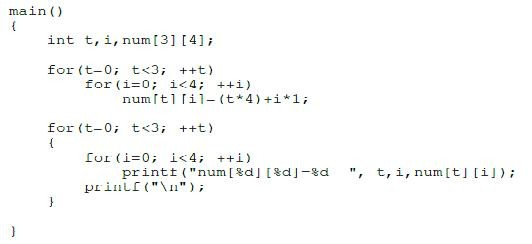 main()
{
    int t,i,num[3][4];

    for(t=0; t<3; ++t)
        for(i=0; i<4; ++i)
            num[t][i]=(t*4)+i*1;

    for(t=0; t<3; ++t)
    {
        for(i=0; i<4; ++i)
            printf("num[%d][%d]=%d  ", t,i,num[t][i]);
        printf("\n");
    }

}